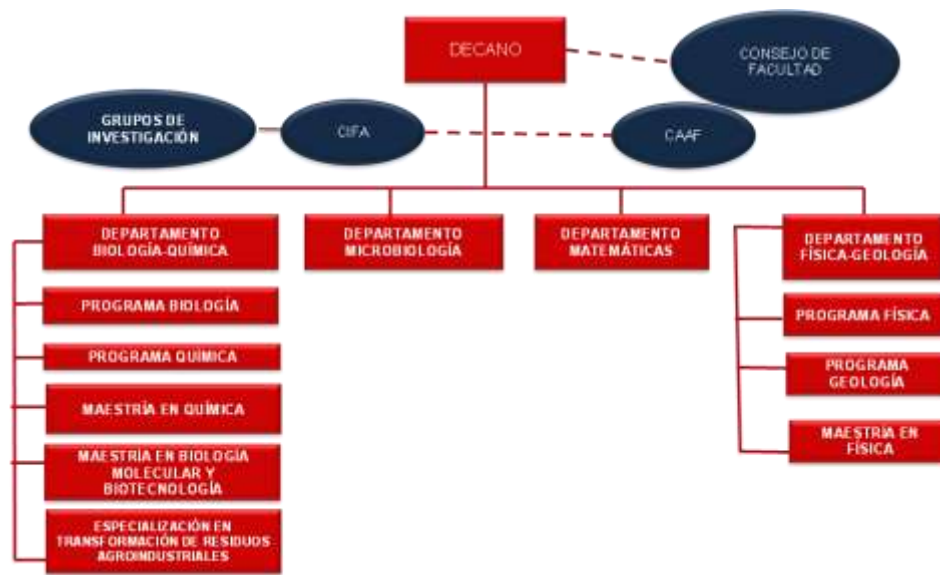 DECANO
CONSEJO DE
FACULTAD
GRUPOS DE
INVESTIGACIÓN
CIFA
CAAF
DEPARTAMENTO
BIOLOGÍA-QUÍMICA
DEPARTAMENTO
MICROBIOLOGÍA
DEPARTAMENTO
MATEMÁTICAS
DEPARTAMENTO
FÍSICA-GEOLOGÍA
PROGRAMA BIOLOGÍA
PROGRAMA FÍSICA
PROGRAMA QUÍMICA
PROGRAMA
GEOLOGÍA
MAESTRÍA EN QUÍMICA
MAESTRÍA EN
FÍSICA
MAESTRÍA EN BIOLOGÍA
MOLECULAR Y
BIOTECNOLOGÍA
ESPECIALIZACIÓN EN
TRANSFORMACIÓN DE RESIDUOS
AGROINDUSTRIALES